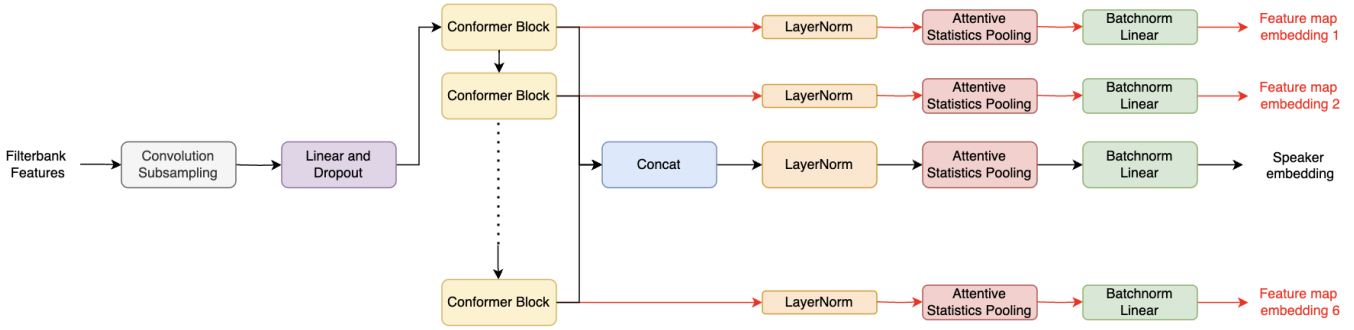 Conformer Block
LayerNorm
Attentive
Statistics Pooling
Batchnorm
Linear
Feature map
embedding 1
Conformer Block
LayerNorm
Attentive
Statistics Pooling
Batchnorm
Linear
Feature map
embedding 2
Filterbank
Features
Convolution
Subsampling
Linear and
Dropout
Concat
LayerNorm
Attentive
Statistics Pooling
Batchnorm
Linear
Speaker
embedding
Conformer Block
LayerNorm
Attentive
Statistics Pooling
Batchnorm
Linear
Feature map
embedding 6